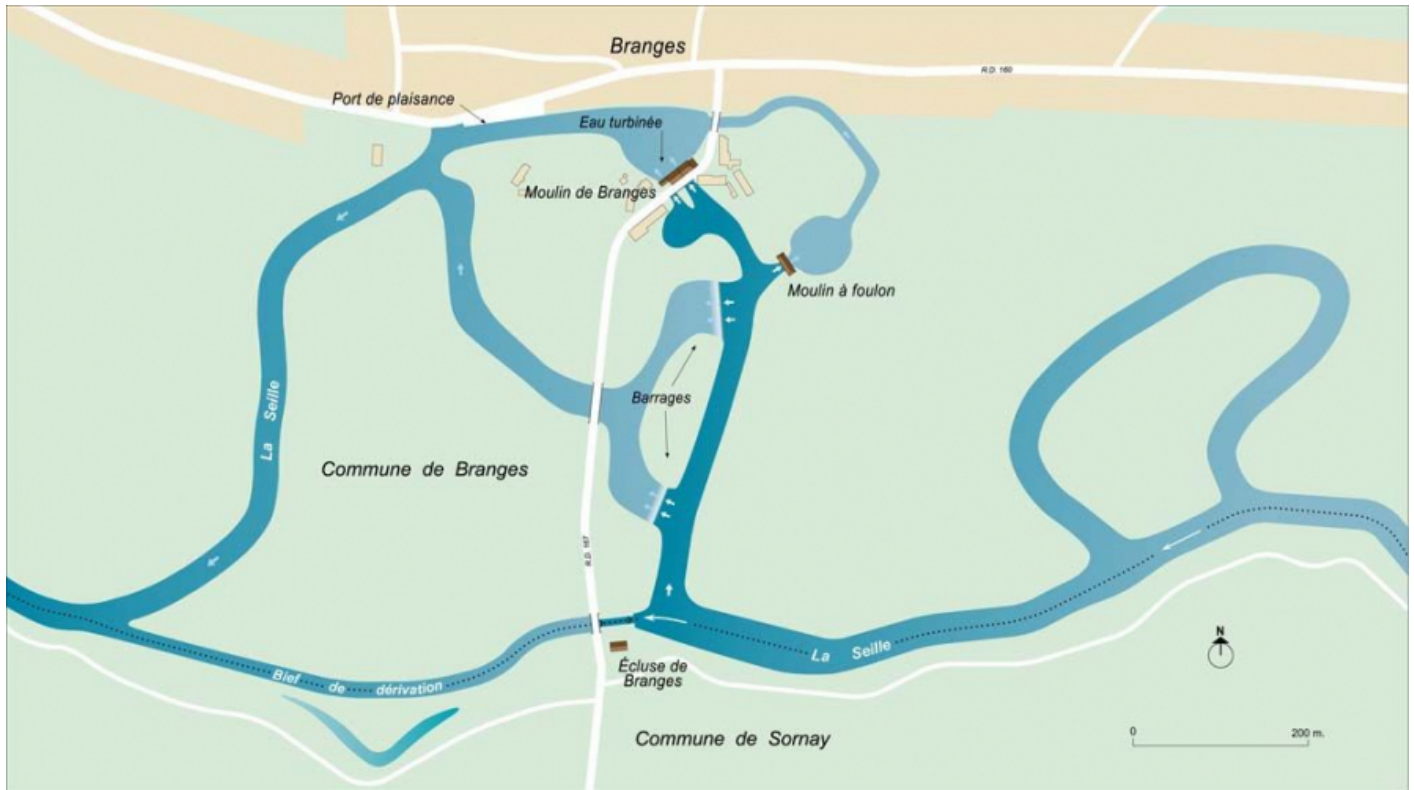 Branges
R.D. 160
Port de plaisance
Eau turbinée
Moulin de Branges
Moulin à foulon
Barrages
La Seille
Commune de Branges
R.D. 167
La Seille
Bief de dérivation
Écluse de
Branges
N
Commune de Sornay
0 200 m.